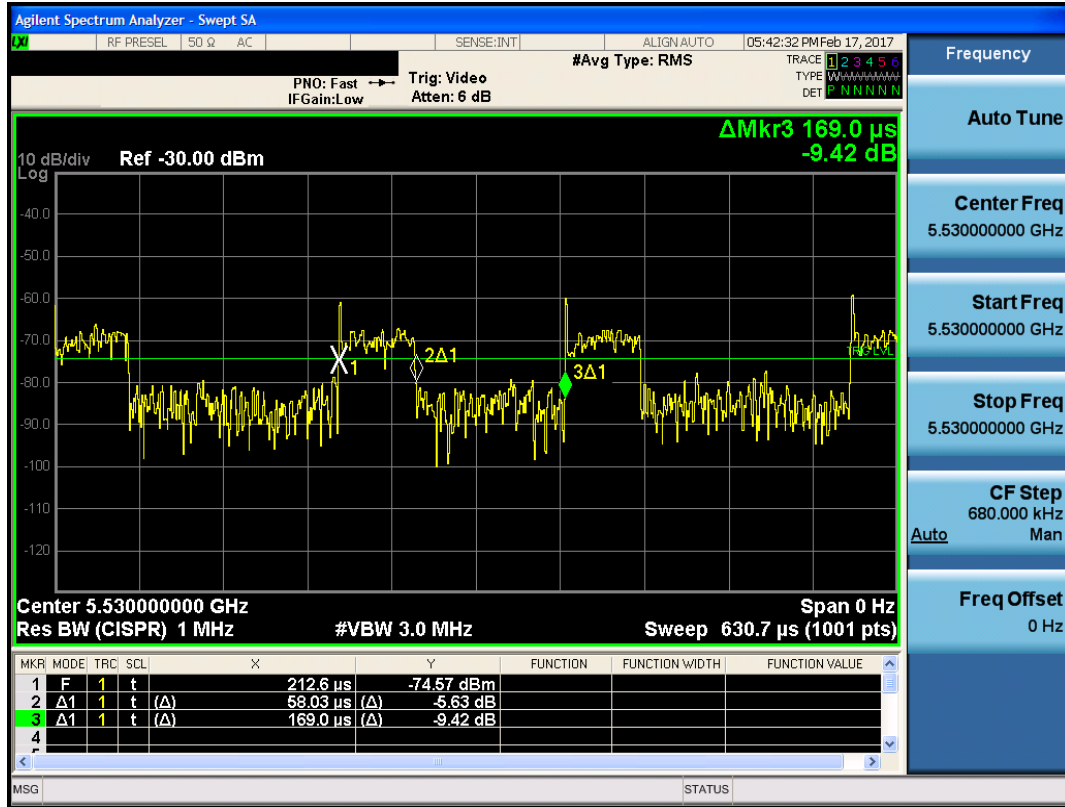 Agilent Spectrum Analyzer - Swept SA
LXI RF PRESEL 50 Ω AC SENSE:INT ALIGN AUTO 05:42:32 PM Feb 17, 2017
Frequency
#Avg Type: RMS
TRACE 1 2 3 4 5 6
TYPE
DET P N N N N N
PNO: Fast
IFGain:Low
Trig: Video
Atten: 6 dB
Auto Tune
ΔMkr3 169.0 µs
-9.42 dB
10 dB/div Ref -30.00 dBm
Log
-40.0
-50.0
-60.0
-70.0
-80.0
-90.0
-100
-110
-120
TRIG LVL
1
2Δ1
3Δ1
Center 5.530000000 GHz Span 0 Hz
Res BW (CISPR) 1 MHz #VBW 3.0 MHz Sweep 630.7 µs (1001 pts)
Center Freq
5.530000000 GHz
Start Freq
5.530000000 GHz
Stop Freq
5.530000000 GHz
CF Step
680.000 kHz
Auto Man
Freq Offset
0 Hz
MKR MODE TRC SCL X Y FUNCTION FUNCTION WIDTH FUNCTION VALUE
1 F 1 t 212.6 µs -74.57 dBm
2 Δ1 1 t (Δ) 58.03 µs (Δ) -5.63 dB
3 Δ1 1 t (Δ) 169.0 µs (Δ) -9.42 dB
4
MSG STATUS